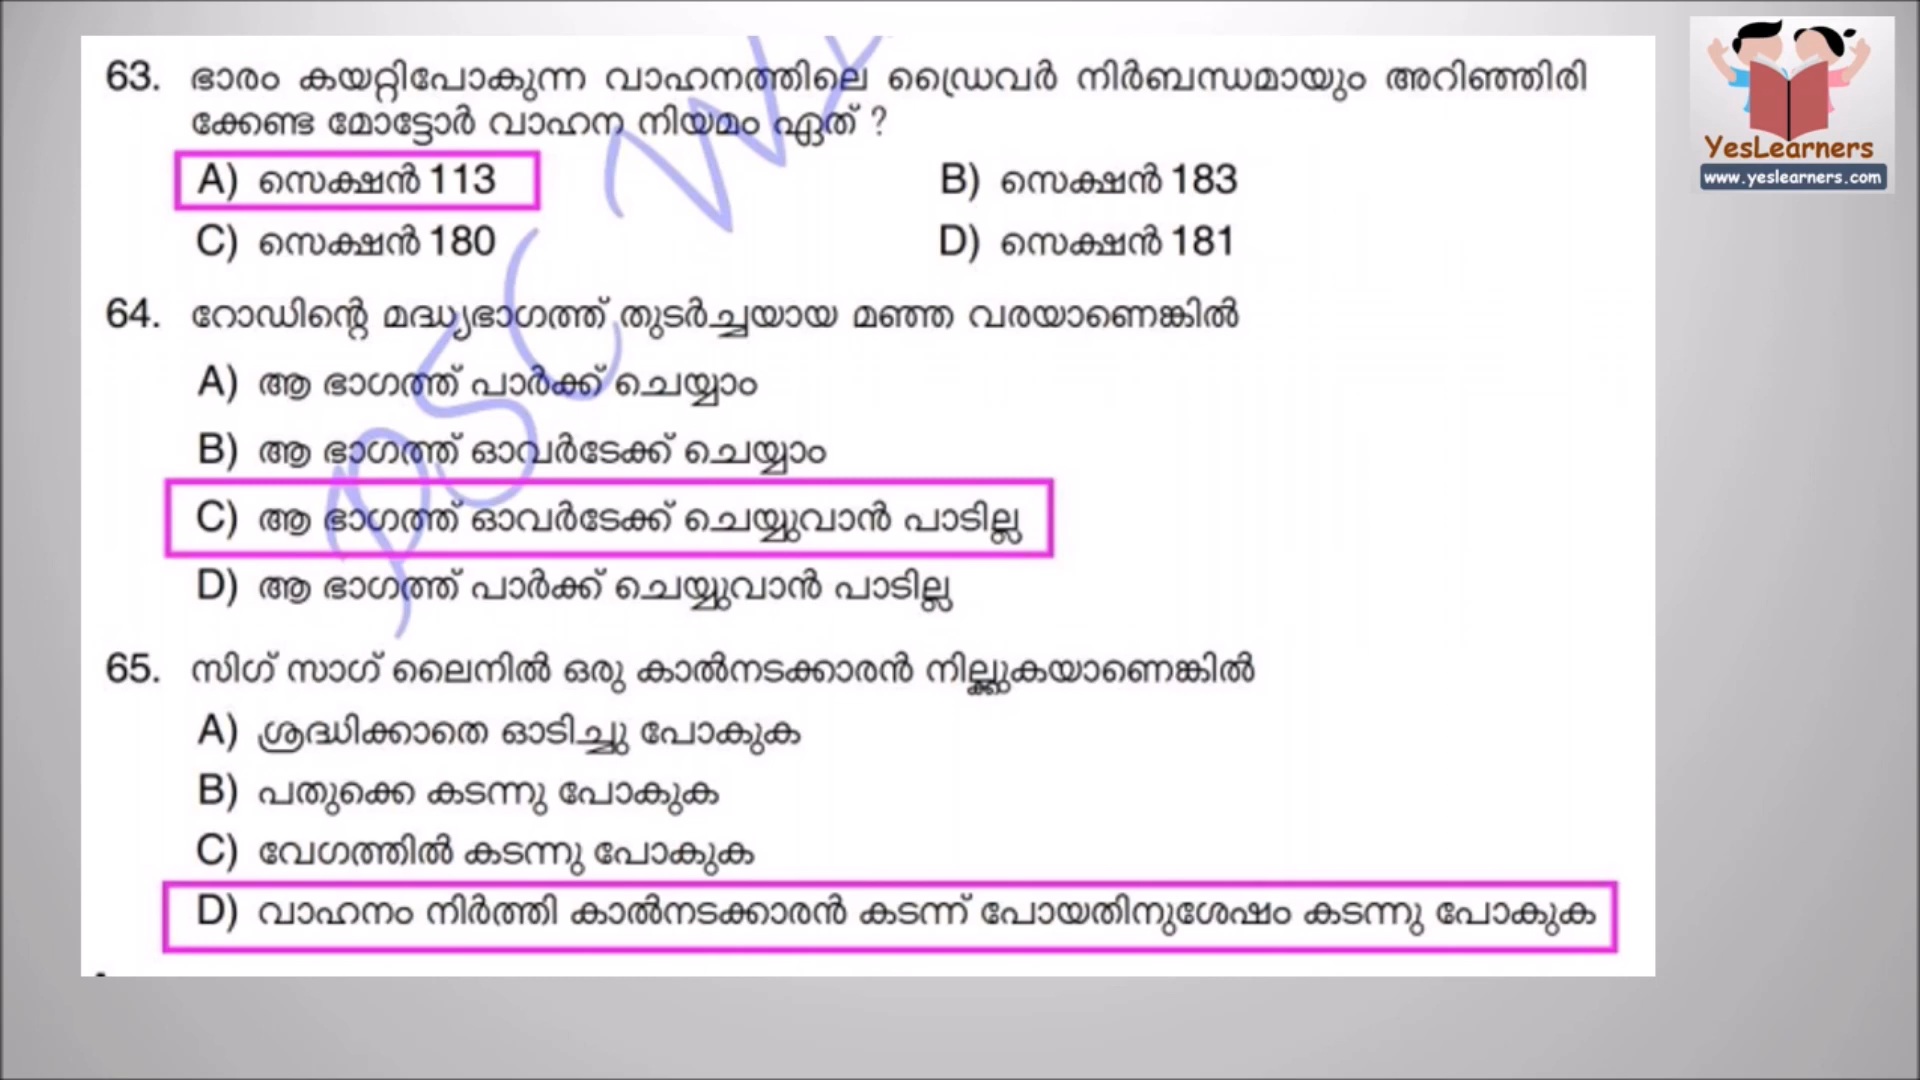 63. ഭാരം കയറ്റിപോകുന്ന വാഹനത്തിലെ ഡ്രൈവർ നിർബന്ധമായും അറിഞ്ഞിരി
ക്കേണ്ട മോട്ടോർ വാഹന നിയമം ഏത് ?
A) സെക്ഷൻ 113 B) സെക്ഷൻ 183
C) സെക്ഷൻ 180 D) സെക്ഷൻ 181
64. റോഡിന്റെ മദ്ധ്യഭാഗത്ത് തുടർച്ചയായ മഞ്ഞ വരയാണെങ്കിൽ
A) ആ ഭാഗത്ത് പാർക്ക് ചെയ്യാം
B) ആ ഭാഗത്ത് ഓവർടേക്ക് ചെയ്യാം
C) ആ ഭാഗത്ത് ഓവർടേക്ക് ചെയ്യുവാൻ പാടില്ല
D) ആ ഭാഗത്ത് പാർക്ക് ചെയ്യുവാൻ പാടില്ല
65. സിഗ് സാഗ് ലൈനിൽ ഒരു കാൽനടക്കാരൻ നില്ക്കുകയാണെങ്കിൽ
A) ശ്രദ്ധിക്കാതെ ഓടിച്ചു പോകുക
B) പതുക്കെ കടന്നു പോകുക
C) വേഗത്തിൽ കടന്നു പോകുക
D) വാഹനം നിർത്തി കാൽനടക്കാരൻ കടന്ന് പോയതിനുശേഷം കടന്നു പോകുക
YesLearners
www.yeslearners.com
PSC